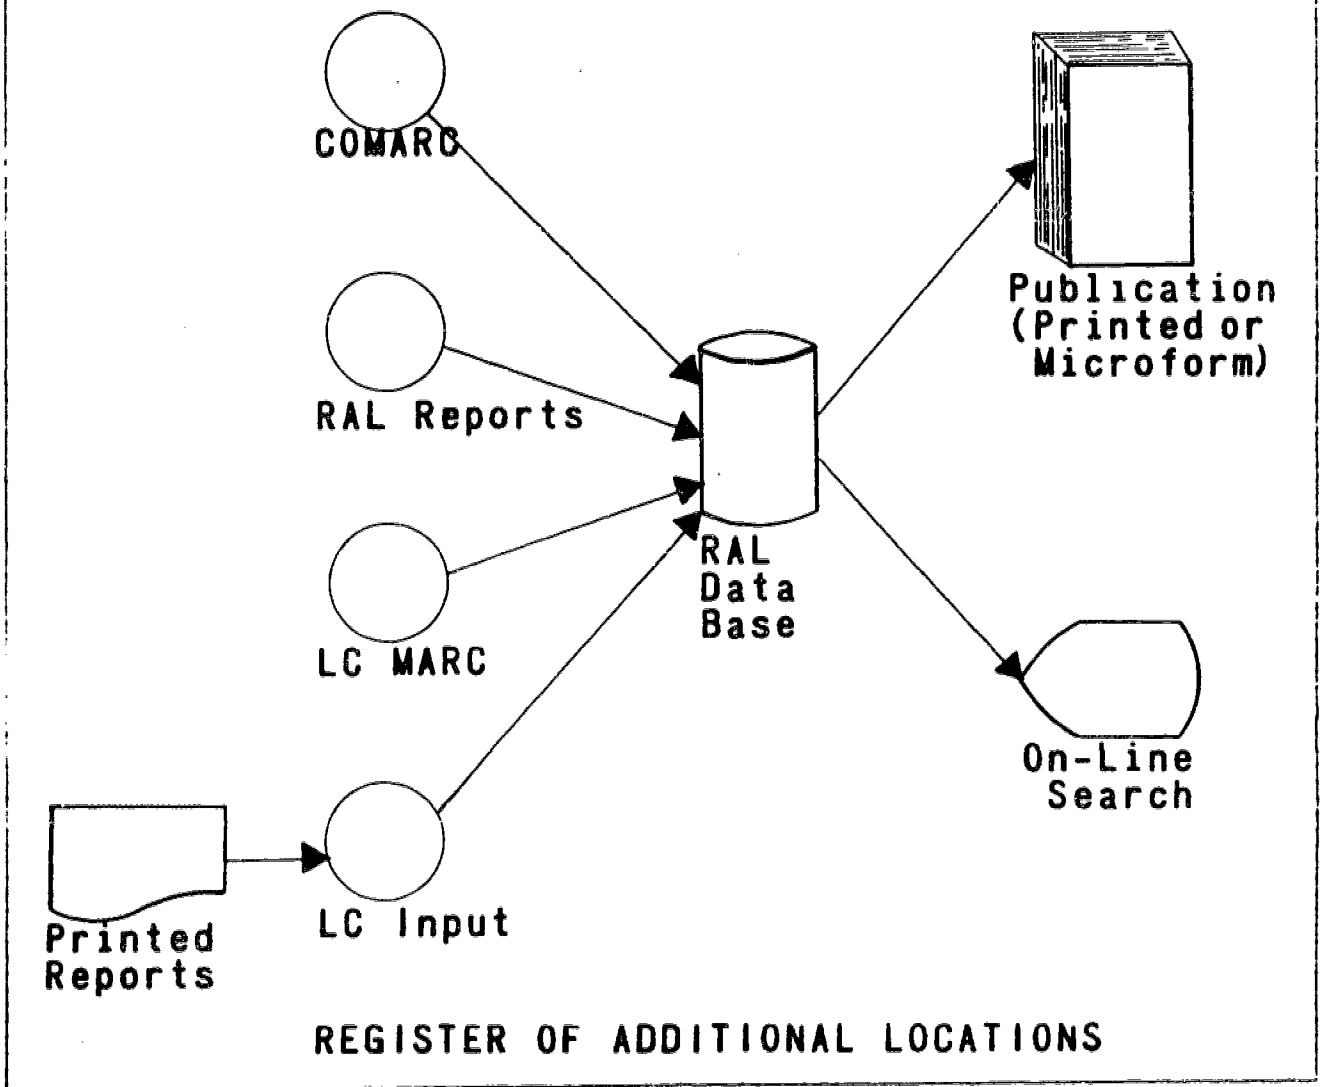 COMARC
RAL Reports
LC MARC
LC Input
Printed
Reports
RAL
Data
Base
Publication
(Printed or
Microform)
On-Line
Search
REGISTER OF ADDITIONAL LOCATIONS